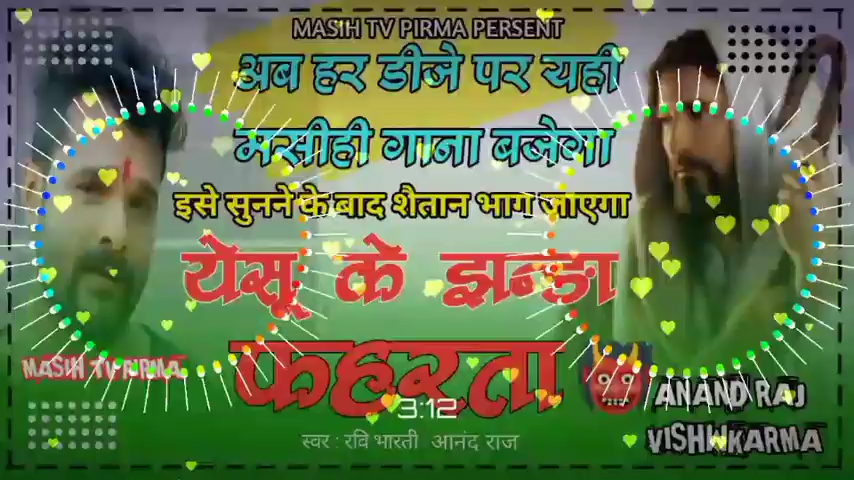 MASIH TV PIRMA PERSENT
अब हर डीजे पर यही
मसीही गाना बजेगा
इसे सुननें के बाद शैतान भाग जाएगा
येसू के झन्डा
फहरता
MASIH TV PIRMA
3:12
ANAND RAJ
VISHWKARMA
स्वर : रवि भारती आनंद राज